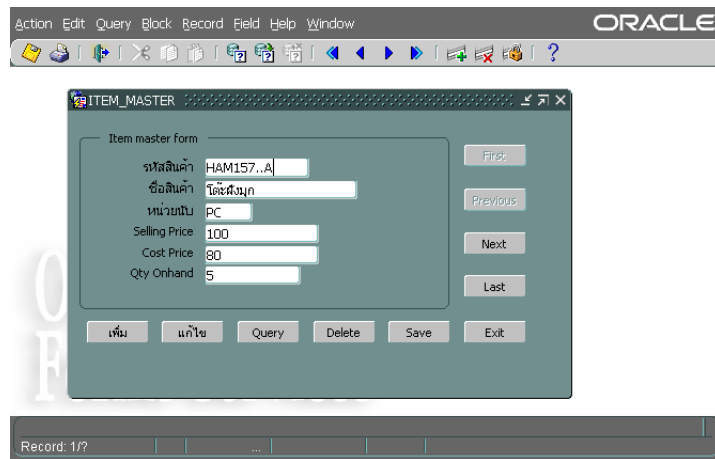 Action Edit Query Block Record Field Help Window
ORACLE
ITEM_MASTER
Item master form
รหัสสินค้า HAM157..A
First
ชื่อสินค้า โต๊ะฝังมุก
Previous
หน่วยนับ PC
Selling Price 100
Next
Cost Price 80
Qty Onhand 5
Last
เพิ่ม แก้ไข Query Delete Save Exit
Record: 1/? ...